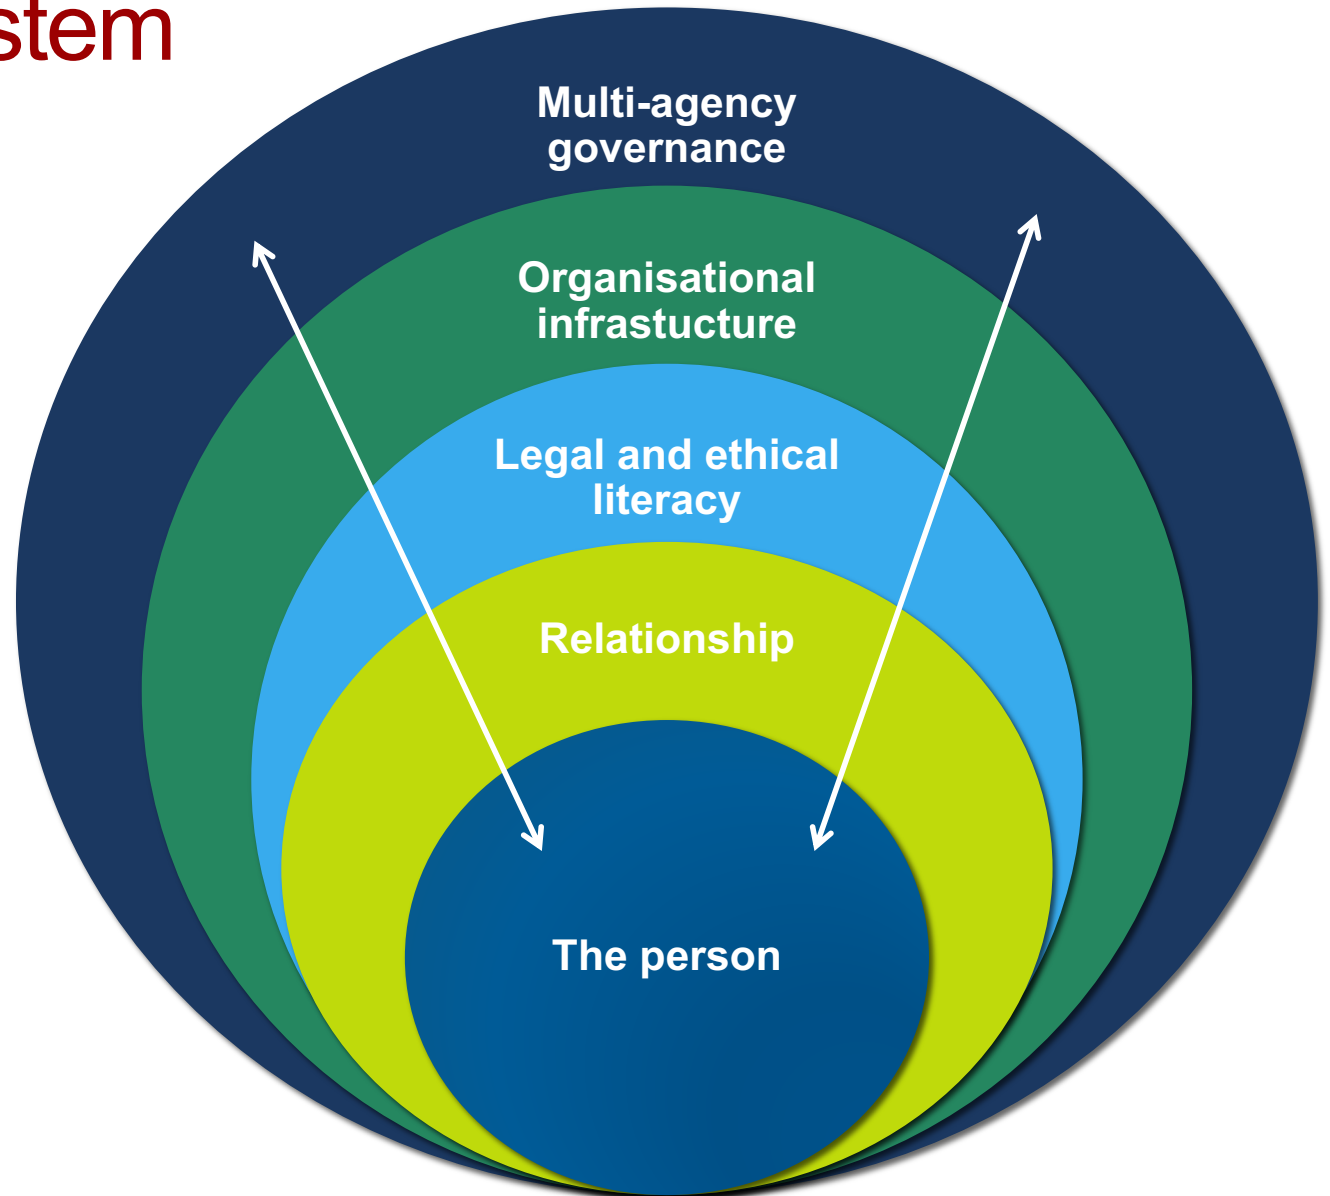 stem
Multi-agency
governance
Organisational
infrastucture
Legal and ethical
literacy
Relationship
The person